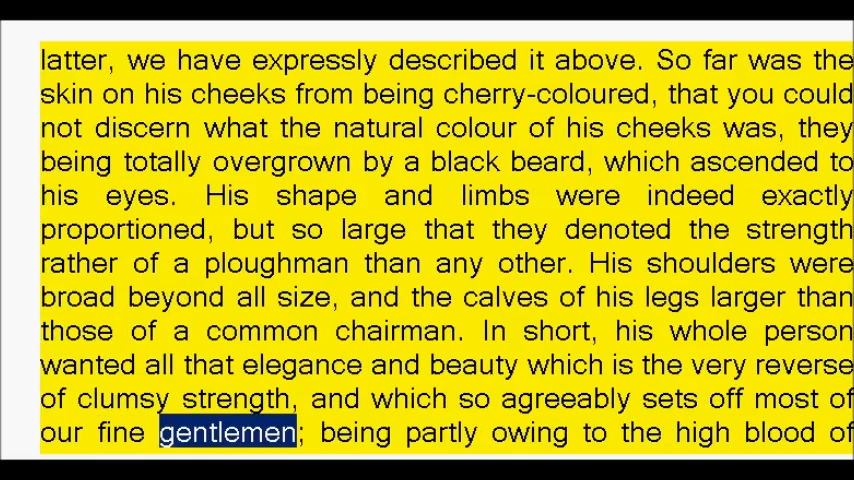 latter, we have expressly described it above. So far was the
skin on his cheeks from being cherry-coloured, that you could
not discern what the natural colour of his cheeks was, they
being totally overgrown by a black beard, which ascended to
his eyes. His shape and limbs were indeed exactly
proportioned, but so large that they denoted the strength
rather of a ploughman than any other. His shoulders were
broad beyond all size, and the calves of his legs larger than
those of a common chairman. In short, his whole person
wanted all that elegance and beauty which is the very reverse
of clumsy strength, and which so agreeably sets off most of
our fine gentlemen; being partly owing to the high blood of